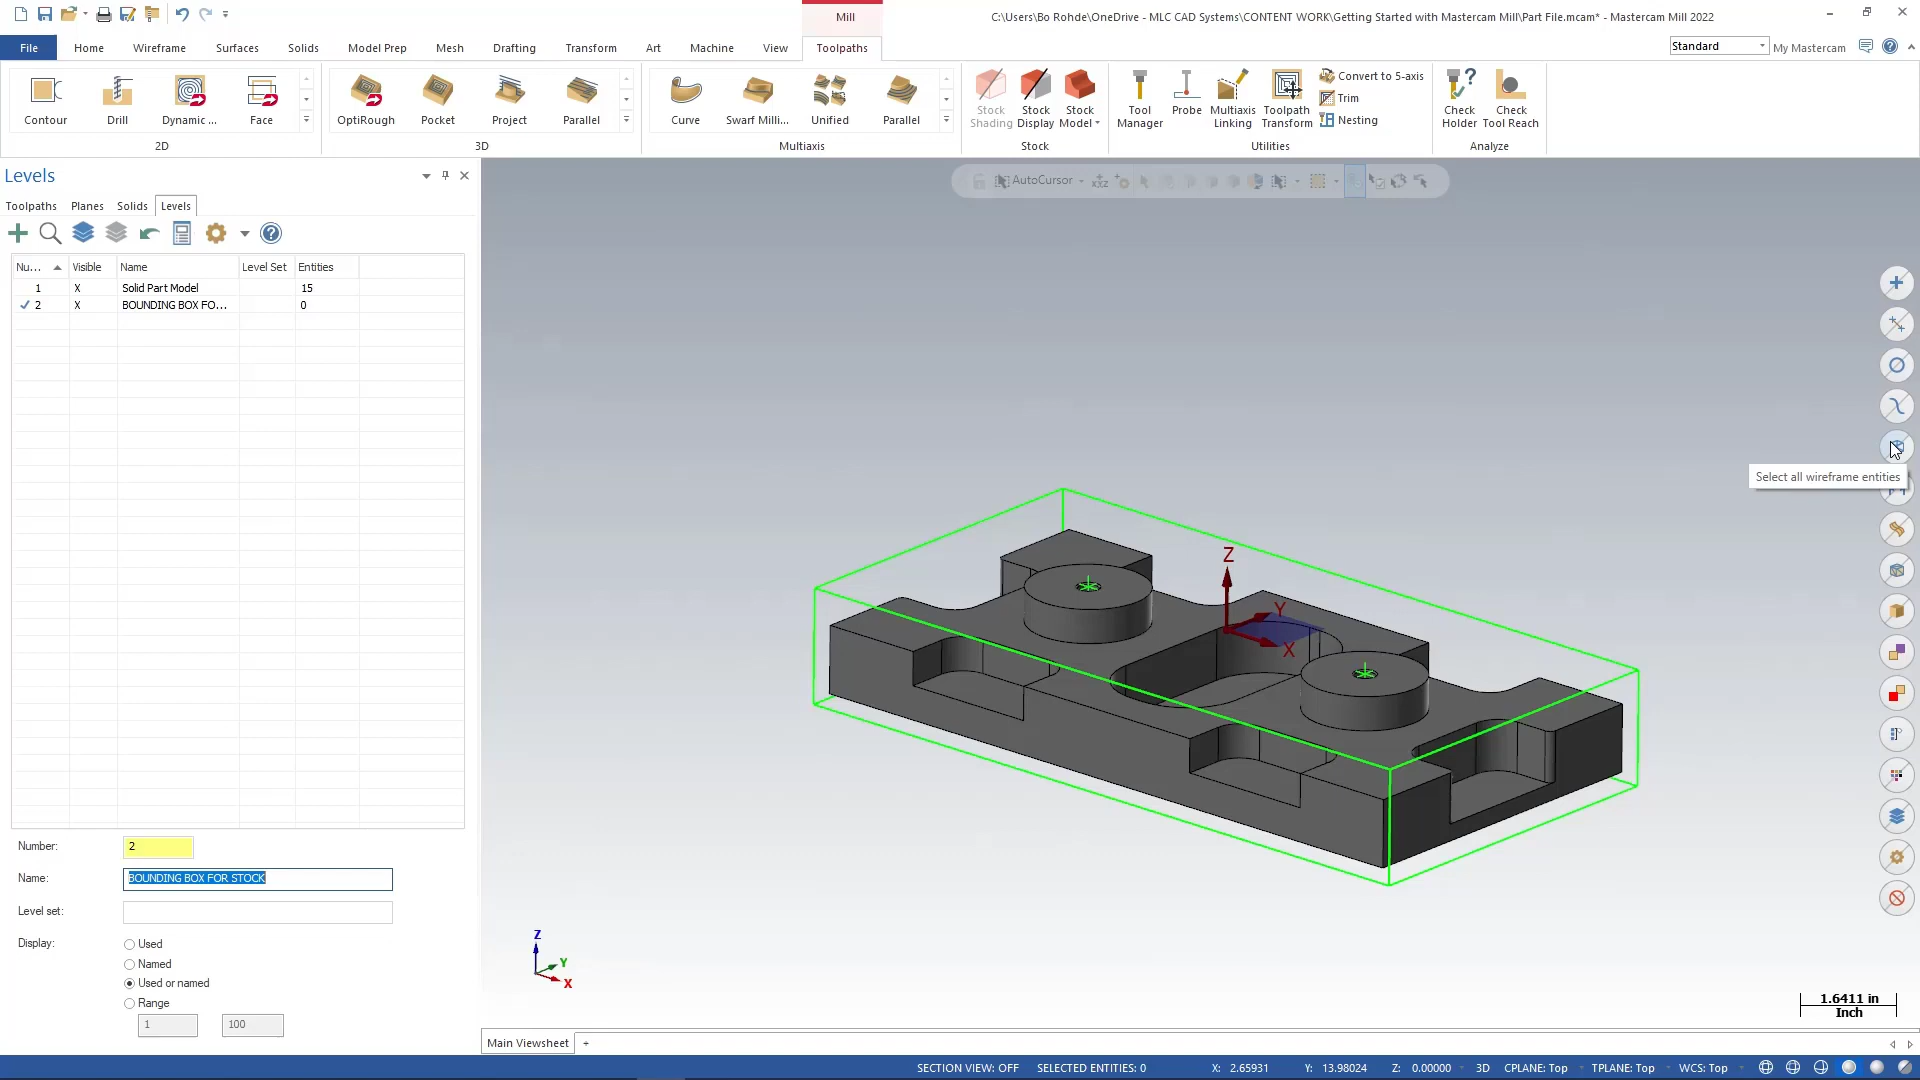 Mill
C:\Users\Bo Rohde\OneDrive - MLC CAD Systems\CONTENT WORK\Getting Started with Mastercam Mill\Part File.mcam* - Mastercam Mill 2022
File Home Wireframe Surfaces Solids Model Prep Mesh Drafting Transform Art Machine View Toolpaths
Standard My Mastercam
Contour Drill Dynamic ... Face
OptiRough Pocket Project Parallel
Curve Swarf Milli... Unified Parallel
Stock Shading Stock Display Stock Model
Tool Manager Probe Multiaxis Linking Toolpath Transform
Convert to 5-axis
Trim
Nesting
Check Holder Check Tool Reach
2D 3D Multiaxis Stock Utilities Analyze
Levels
Toolpaths Planes Solids Levels
AutoCursor
Nu... Visible Name Level Set Entities
1 X Solid Part Model 15
2 X BOUNDING BOX FO... 0
Select all wireframe entities
Z
Y
X
Number: 2
Name: BOUNDING BOX FOR STOCK
Level set:
Display: Used
Named
Used or named
Range
1 100
Z
Y
X
1.6411 in
Inch
Main Viewsheet +
SECTION VIEW: OFF SELECTED ENTITIES: 0 X: 2.65931 Y: 13.98024 Z: 0.00000 3D CPLANE: Top TPLANE: Top WCS: Top